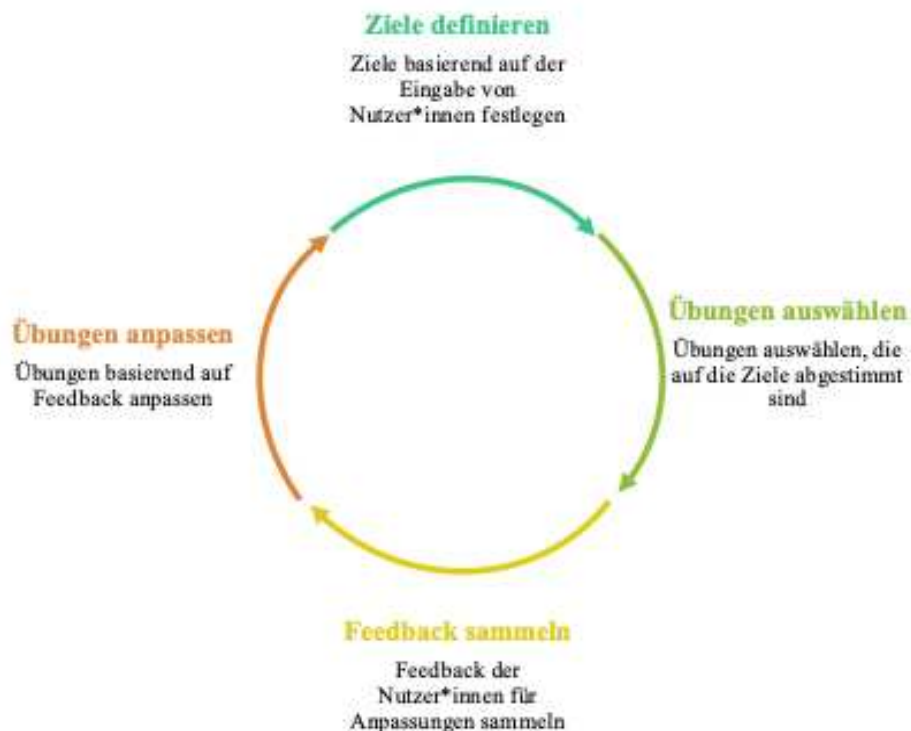 Ziele definieren
Ziele basierend auf der
Eingabe von
Nutzer*innen festlegen
Übungen auswählen
Übungen auswählen, die
auf die Ziele abgestimmt
sind
Feedback sammeln
Feedback der
Nutzer*innen für
Anpassungen sammeln
Übungen anpassen
Übungen basierend auf
Feedback anpassen